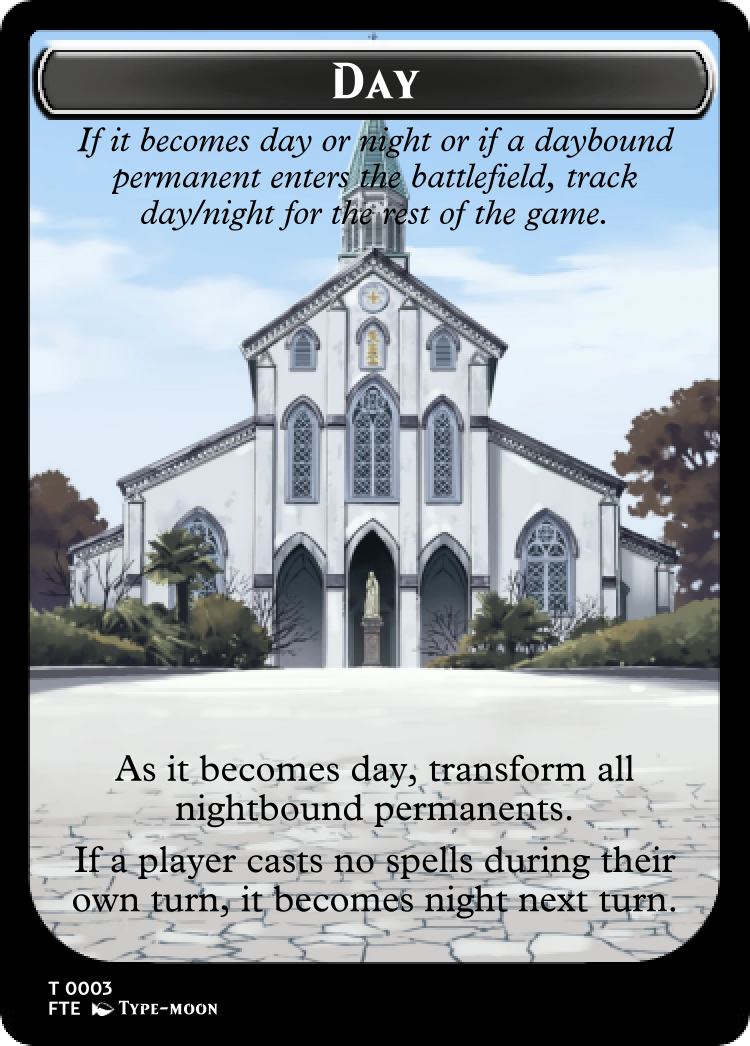 Day
If it becomes day or night or if a daybound
permanent enters the battlefield, track
day/night for the rest of the game.
As it becomes day, transform all
nightbound permanents.
If a player casts no spells during their
own turn, it becomes night next turn.
T 0003
FTE Type-moon